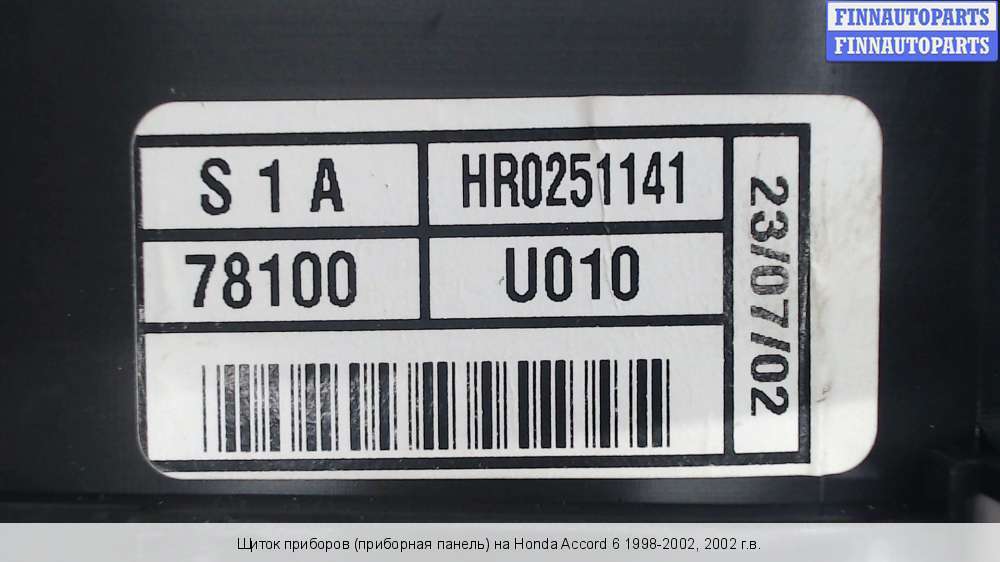 FINNAUTOPARTS
FINNAUTOPARTS
S1A HR0251141
78100 U010
23/07/02
Щиток приборов (приборная панель) на Honda Accord 6 1998-2002, 2002 г.в.